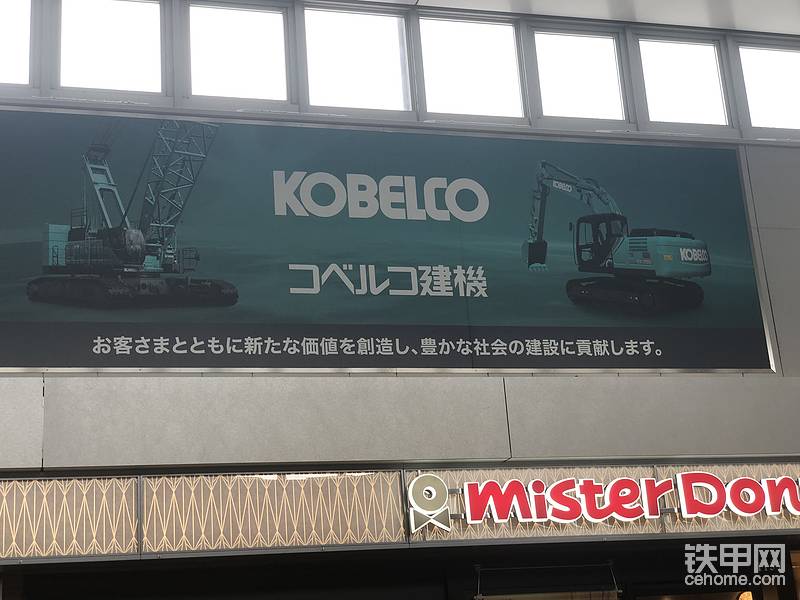 KOBELCO
コベルコ建機
KOBELCO
KOBELCO
お客さまとともに新たな価値を創造し、豊かな社会の建設に貢献します。
misterDon
铁甲网
cehome.com